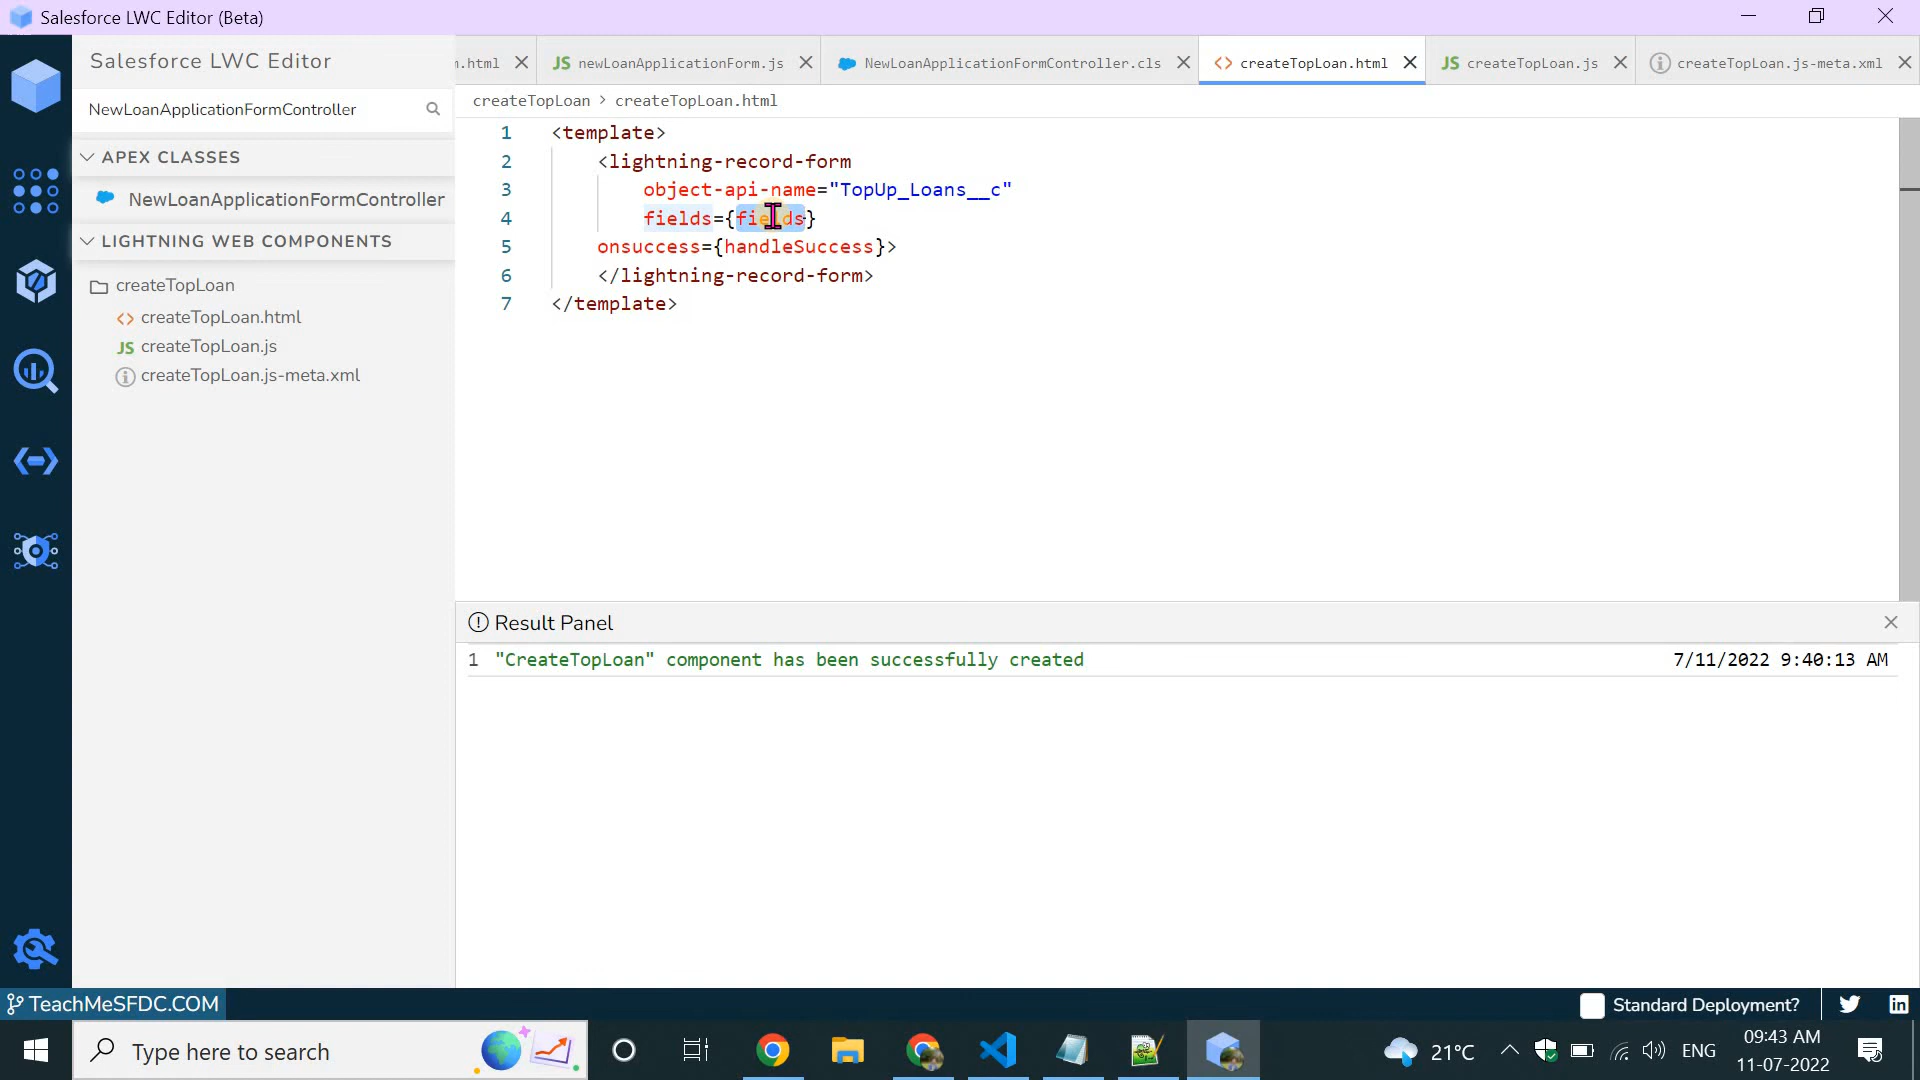 Salesforce LWC Editor (Beta)
Salesforce LWC Editor
NewLoanApplicationFormController
APEX CLASSES
NewLoanApplicationFormController
LIGHTNING WEB COMPONENTS
createTopLoan
<> createTopLoan.html
JS createTopLoan.js
createTopLoan.js-meta.xml
n.html
JS newLoanApplicationForm.js
NewLoanApplicationFormController.cls
<> createTopLoan.html
JS createTopLoan.js
createTopLoan.js-meta.xml
createTopLoan > createTopLoan.html
1 <template>
2 <lightning-record-form
3 object-api-name="TopUp_Loans__c"
4 fields={fields}
5 onsuccess={handleSuccess}>
6 </lightning-record-form>
7 </template>
Result Panel
1 "CreateTopLoan" component has been successfully created 7/11/2022 9:40:13 AM
TeachMeSFDC.COM
Standard Deployment?
Type here to search
21°C
ENG
09:43 AM
11-07-2022